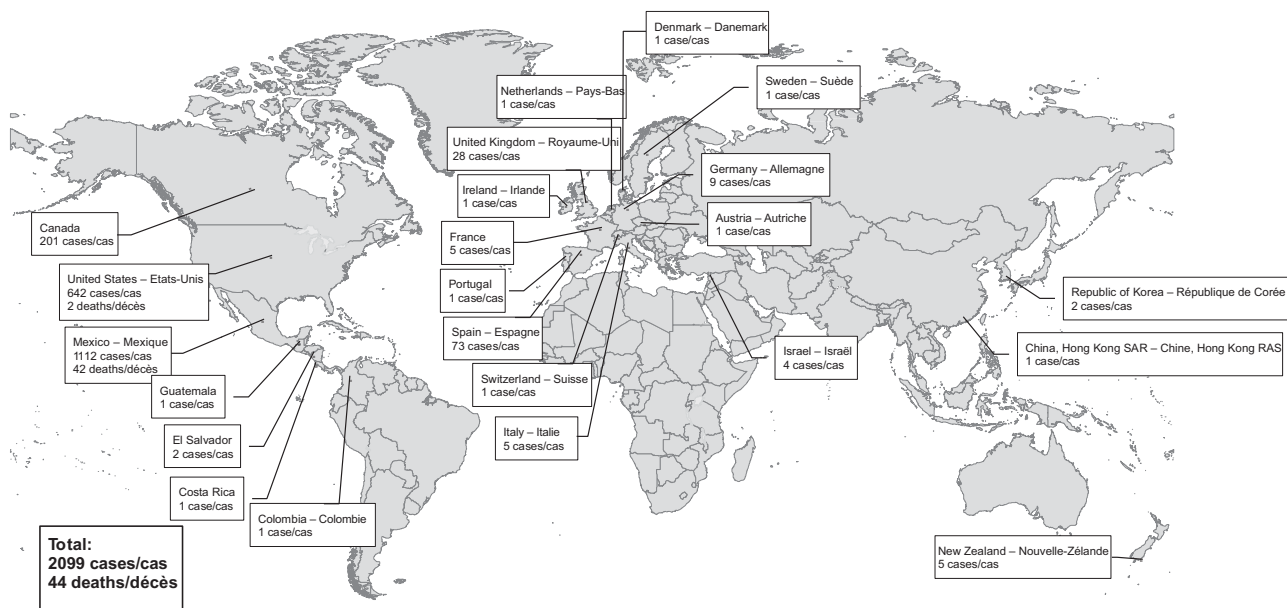 Denmark – Danemark
1 case/cas
Sweden – Suède
1 case/cas
Netherlands – Pays-Bas
1 case/cas
United Kingdom – Royaume-Uni
28 cases/cas
Germany – Allemagne
9 cases/cas
Ireland – Irlande
1 case/cas
Austria – Autriche
1 case/cas
Canada
201 cases/cas
France
5 cases/cas
United States – Etats-Unis
642 cases/cas
2 deaths/décès
Portugal
1 case/cas
Republic of Korea – République de Corée
2 cases/cas
Mexico – Mexique
1112 cases/cas
42 deaths/décès
Spain – Espagne
73 cases/cas
Israel – Israël
4 cases/cas
China, Hong Kong SAR – Chine, Hong Kong RAS
1 case/cas
Guatemala
1 case/cas
Switzerland – Suisse
1 case/cas
El Salvador
2 cases/cas
Italy – Italie
5 cases/cas
Costa Rica
1 case/cas
Colombia – Colombie
1 case/cas
Total:
2099 cases/cas
44 deaths/décès
New Zealand – Nouvelle-Zélande
5 cases/cas